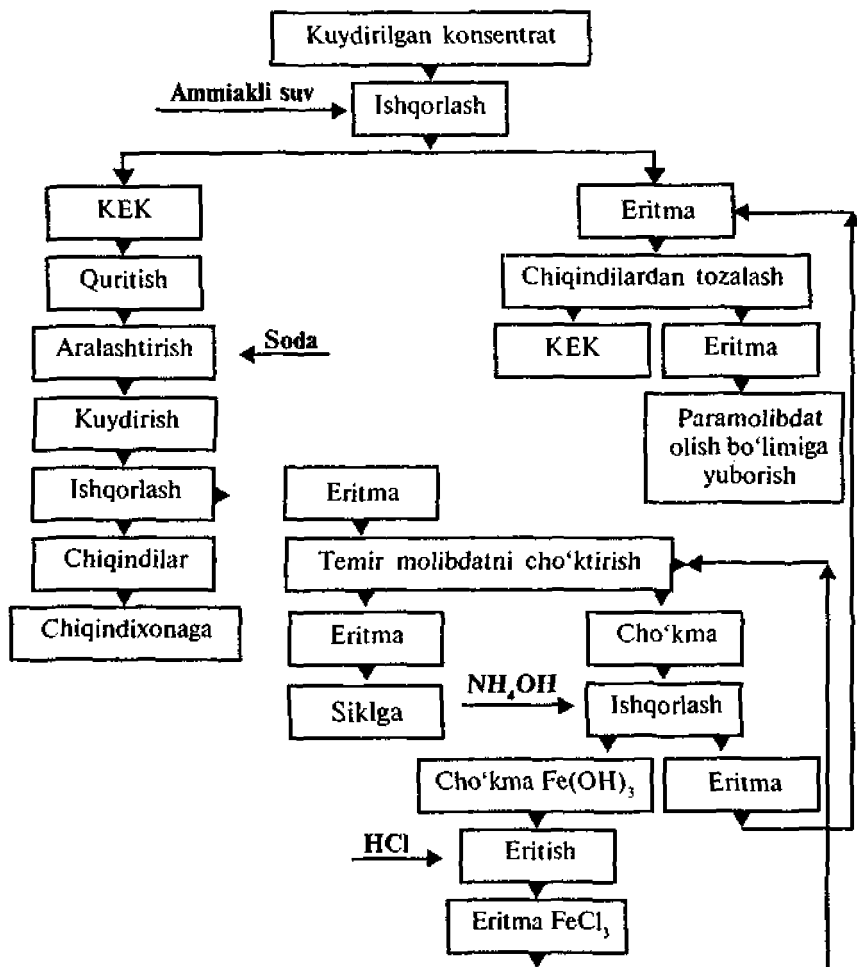 Kuydirilgan konsentrat
Ammiakli suv
Ishqorlash
KEK
Eritma
Quritish
Chiqindilardan tozalash
Aralashtirish
Soda
KEK
Eritma
Kuydirish
Paramolibdat
olish bo‘limiga
yuborish
Ishqorlash
Eritma
Chiqindilar
Temir molibdatni cho‘ktirish
Chiqindixonaga
Eritma
Cho‘kma
Siklga
NH₄OH
Ishqorlash
Cho‘kma Fe(OH)₃
Eritma
HCl
Eritish
Eritma FeCl₃